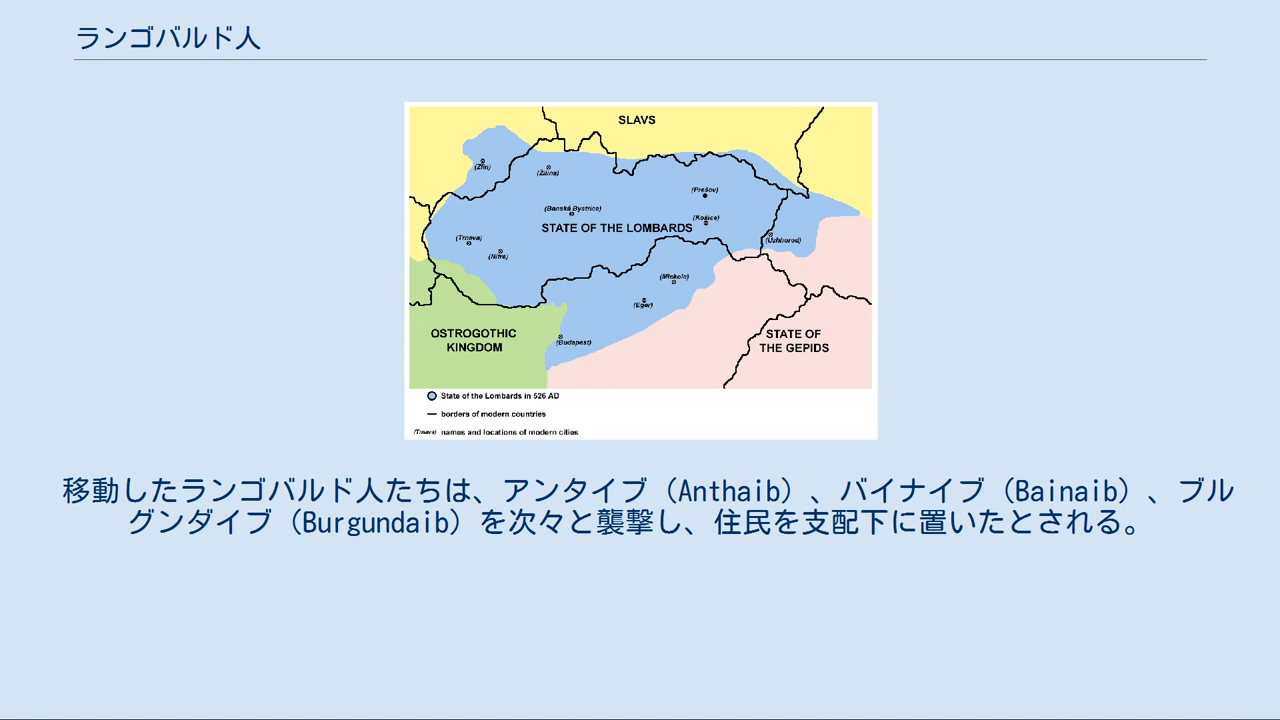 ランゴバルド人
SLAVS
(Zlín)
(Žilina)
(Prešov)
(Banská Bystrica)
(Košice)
STATE OF THE LOMBARDS
(Trnava)
(Užhhorod)
(Nitra)
(Miskolc)
(Eger)
OSTROGOTHIC
KINGDOM
(Budapest)
STATE OF
THE GEPIDS
State of the Lombards in 526 AD
borders of modern countries
(Trnava) names and locations of modern cities
移動したランゴバルド人たちは、アンタイブ（Anthaib）、バイナイブ（Bainaib）、ブル
グンダイブ（Burgundaib）を次々と襲撃し、住民を支配下に置いたとされる。